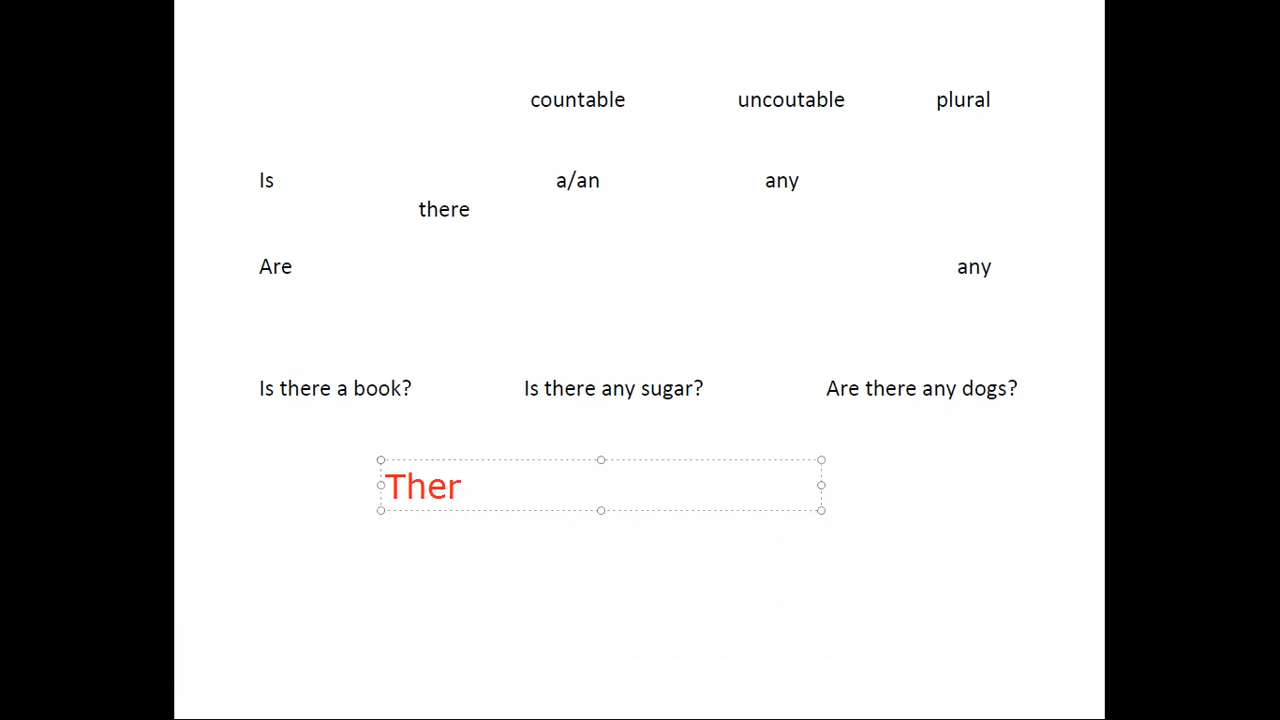 countable uncoutable plural
Is a/an any
there
Are any
Is there a book? Is there any sugar? Are there any dogs?
Ther